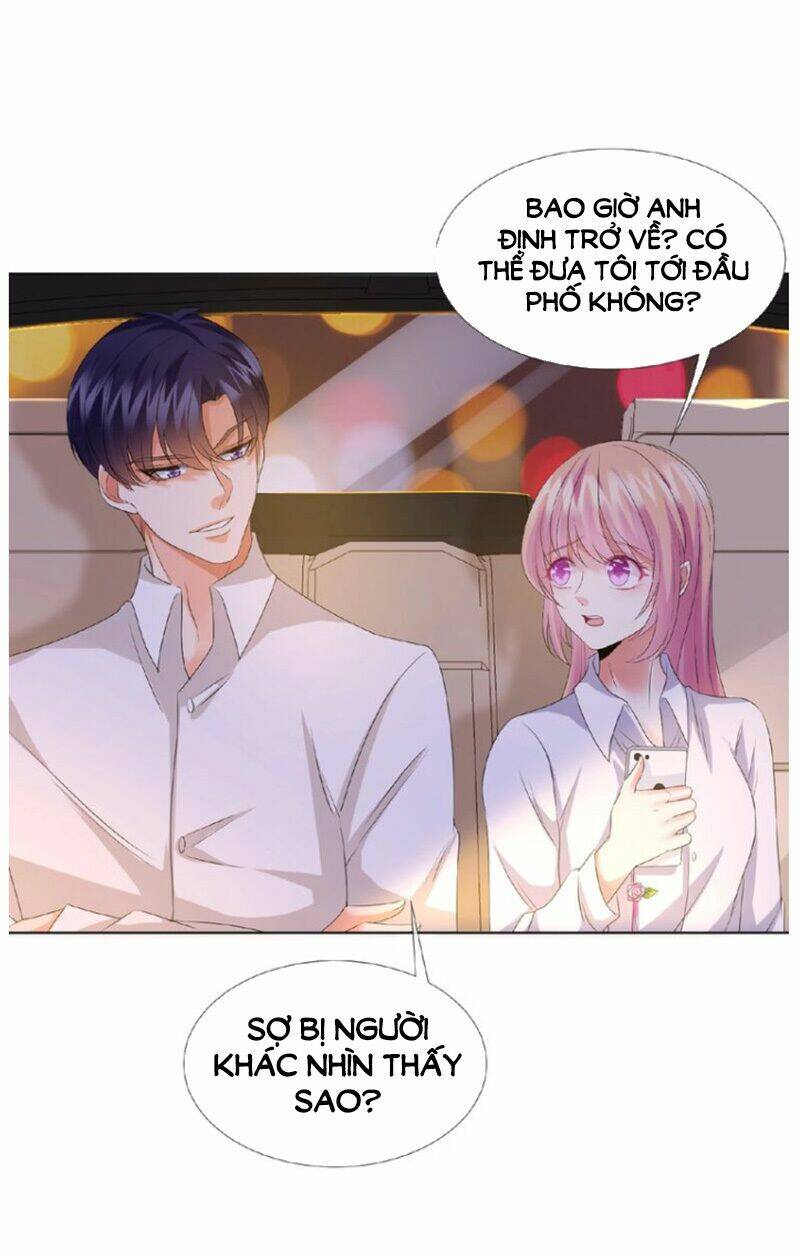 BAO GIỜ ANH
ĐỊNH TRỞ VỀ? CÓ
THỂ ĐƯA TÔI TỚI ĐẦU
PHỐ KHÔNG?
SỢ BỊ NGƯỜI
KHÁC NHÌN THẤY
SAO?